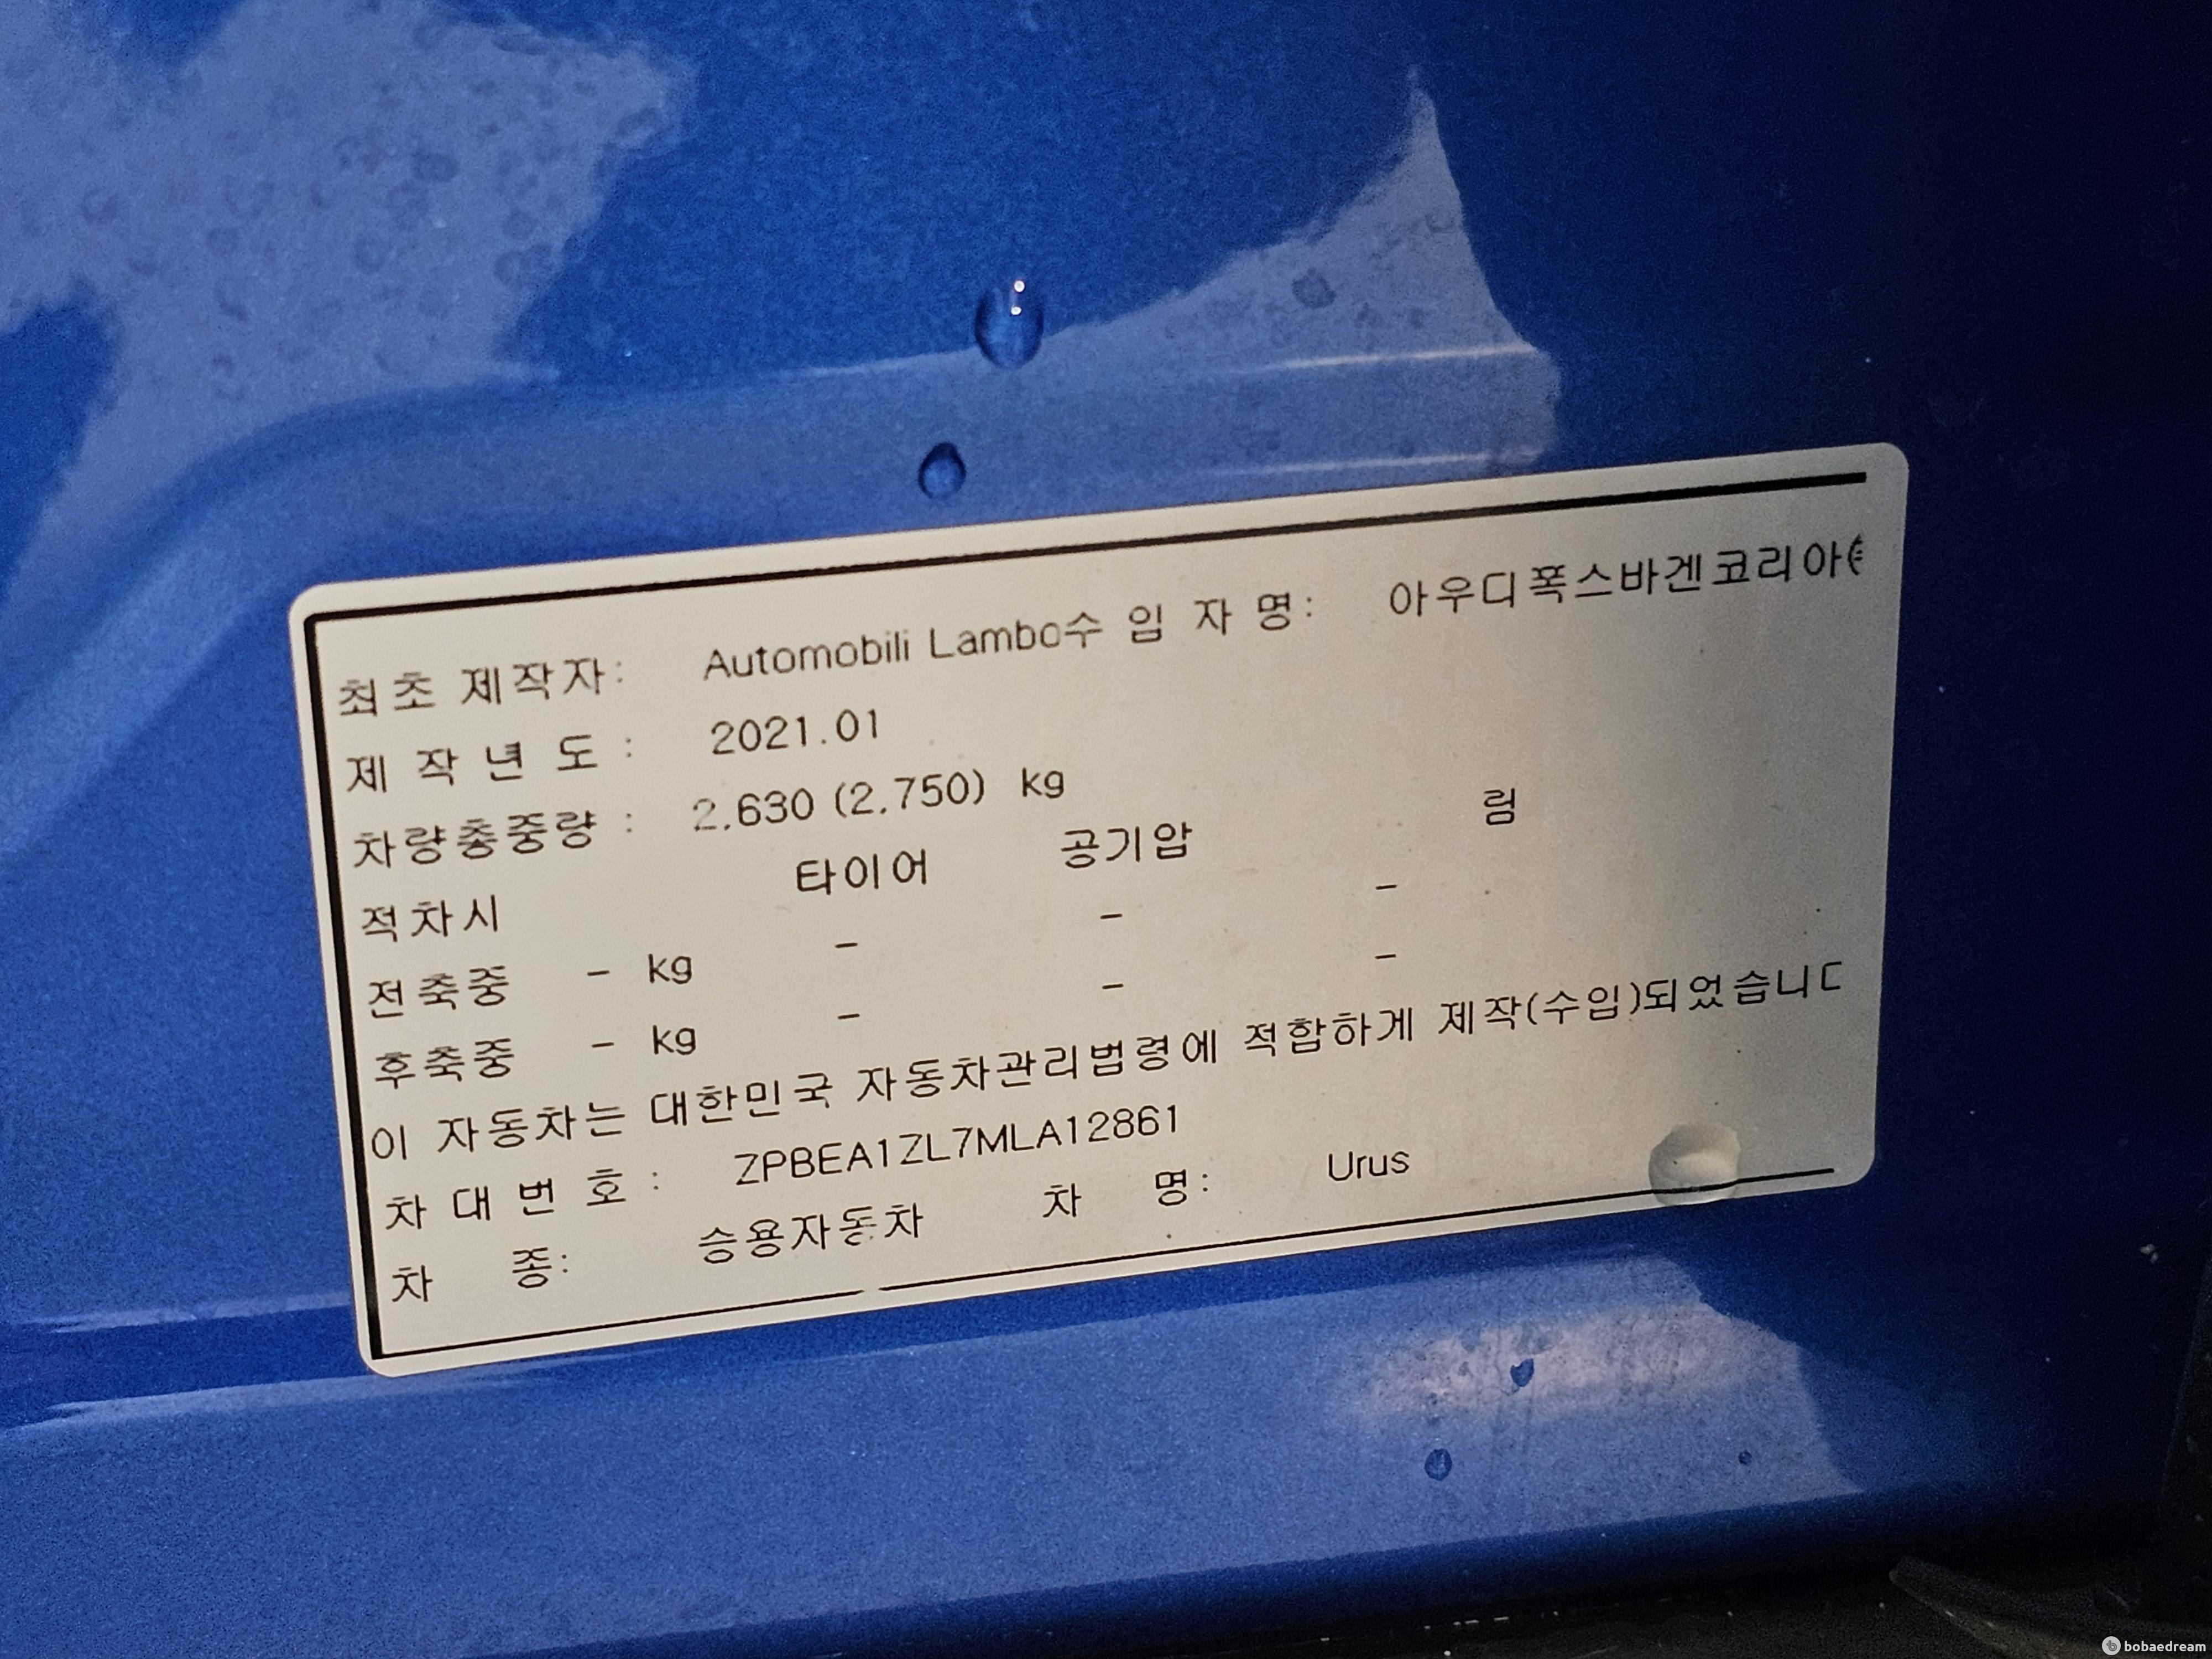 최초 제작자: Automobili Lambo수 입 자 명: 아우디폭스바겐코리아(
제 작 년 도 : 2021.01
차량총중량 : 2,630 (2,750) kg
적차시 타이어 공기압 림
전축중 - kg - - -
후축중 - kg - - -
이 자동차는 대한민국 자동차관리법령에 적합하게 제작(수입)되었습니ㄷ
차 대 번 호 : ZPBEA1ZL7MLA12861
차 종: 승용자동차 차 명: Urus
bobaedream